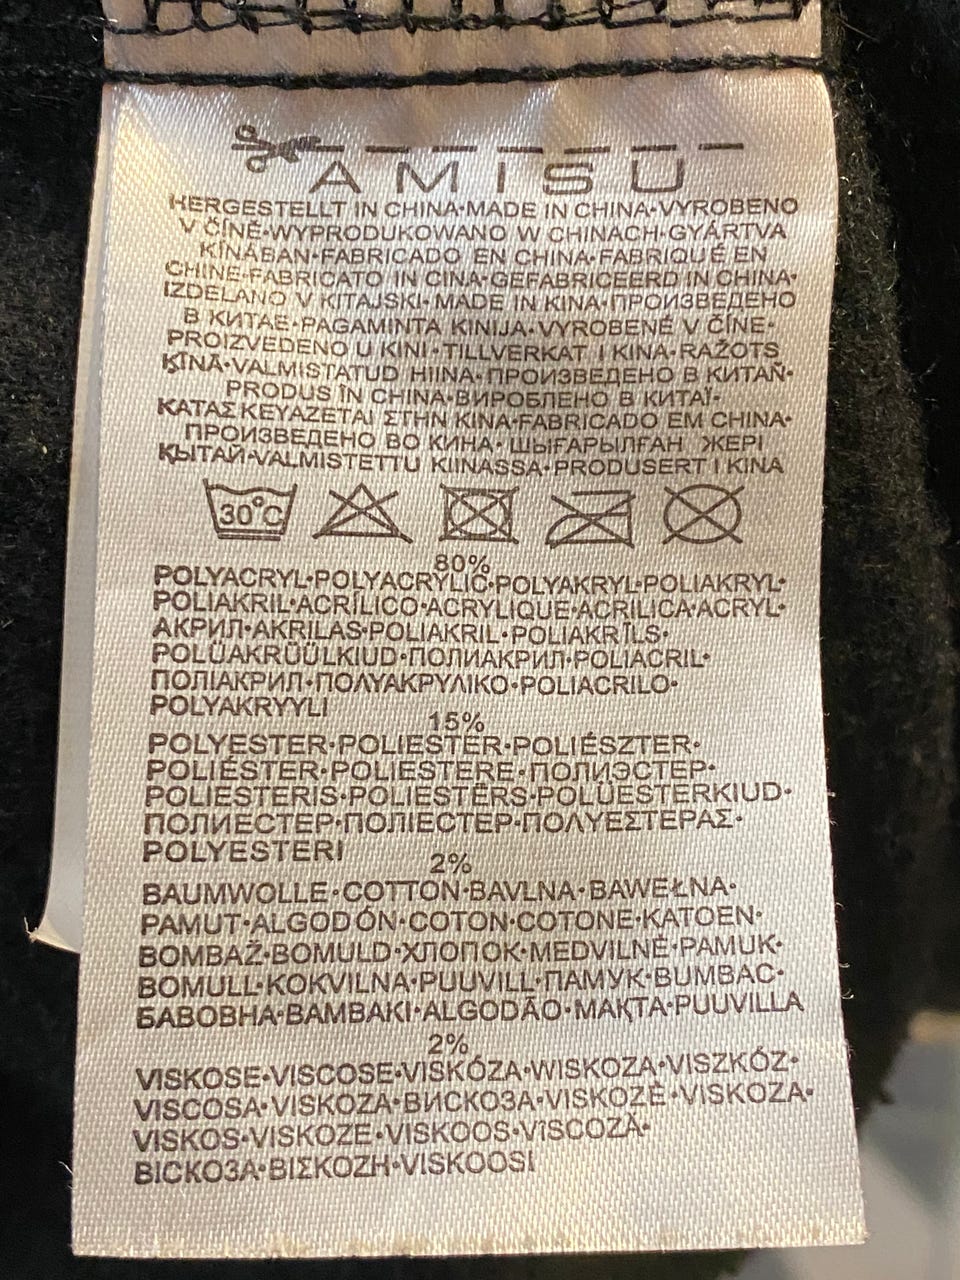 AMISU
HERGESTELLT IN CHINA·MADE IN CHINA·VYROBENO
V ČÍNĚ·WYPRODUKOWANO W CHINACH·GYÁRTVA
KÍNÁBAN·FABRICADO EN CHINA·FABRIQUÉ EN
CHINE·FABRICATO IN CINA·GEFABRICEERD IN CHINA·
IZDELANO V KITAJSKI·MADE IN KINA·ПРОИЗВЕДЕНО
В КИТАЕ·PAGAMINTA KINIJA·VYROBENÉ V ČÍNE·
PROIZVEDENO U KINI·TILLVERKAT I KINA·RAŽOTS
ĶĪNĀ·VALMISTATUD HIINA·ПРОИЗВЕДЕНО В КИТАЙ·
PRODUS ÎN CHINA·ВИРОБЛЕНО В КИТАЇ·
ΚΑΤΑΣΚΕΥΑΖΕΤΑΙ ΣΤΗΝ ΚΙΝΑ·FABRICADO EM CHINA·
ПРОИЗВЕДЕНО ВО КИНА·ШЫҒАРЫЛҒАН ЖЕРІ
ҚЫТАЙ·VALMISTETTU KIINASSA·PRODUSERT I KINA
30°C
80%
POLYACRYL·POLYACRYLIC·POLYAKRYL·POLIAKRYL·
POLIAKRIL·ACRÍLICO·ACRYLIQUE·ACRILICA·ACRYL·
АКРИЛ·AKRILAS·POLIAKRIL·POLIAKRĪLS·
POLÜAKRÜÜLKIUD·ПОЛИАКРИЛ·POLIACRIL·
ПОЛІАКРИЛ·ΠΟΛΥΑΚΡΥΛΙΚΟ·POLIACRILO·
POLYAKRYYLI
15%
POLYESTER·POLIESTER·POLIÉSZTER·
POLIÉSTER·POLIESTERE·ПОЛИЭСТЕР·
POLIESTERIS·POLIESTERS·POLÜESTERKIUD·
ПОЛИЕСТЕР·ПОЛІЕСТЕР·ΠΟΛΥΕΣΤΕΡΑΣ·
POLYESTERI
2%
BAUMWOLLE·COTTON·BAVLNA·BAWEŁNA·
PAMUT·ALGODÓN·COTON·COTONE·KATOEN·
BOMBAŽ·BOMULD·ХЛОПОК·MEDVILNĖ·PAMUK·
BOMULL·KOKVILNA·PUUVILL·ПАМУК·BUMBAC·
БАВОВНА·ΒΑΜΒΑΚΙ·ALGODÃO·МАҚТА·PUUVILLA
2%
VISKOSE·VISCOSE·VISKÓZA·WISKOZA·VISZKÓZ·
VISCOSA·VISKOZA·ВИСКОЗА·VISKOZĖ·VISKOZA·
VISKOS·VISKOZE·VISKOOS·VISCOZĂ·
ВІСКОЗА·ΒΙΣΚΟΖΗ·VISKOOSI